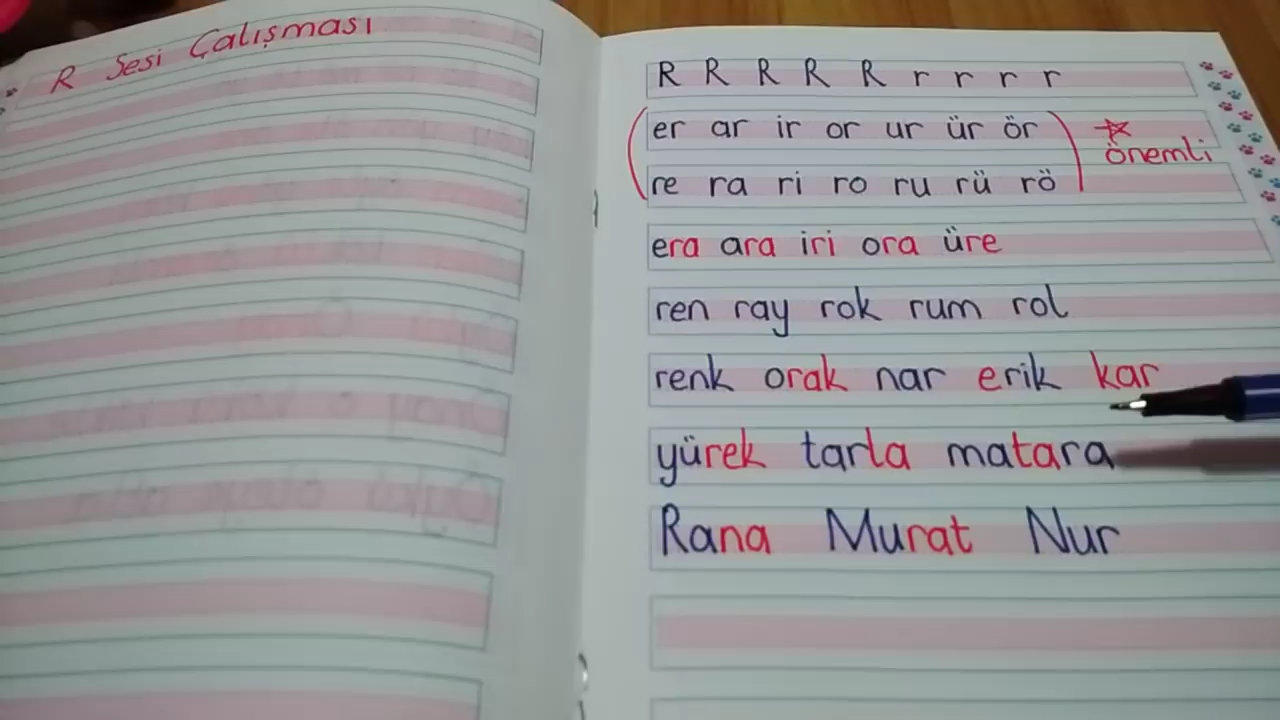 R Sesi Çalışması
R R R R R r r r r
er ar ir or ur ür ör
önemli
re ra ri ro ru rü rö
era ara iri ora üre
ren ray rok rum rol
renk orak nar erik kar
yürek tarla matara
Rana Murat Nur